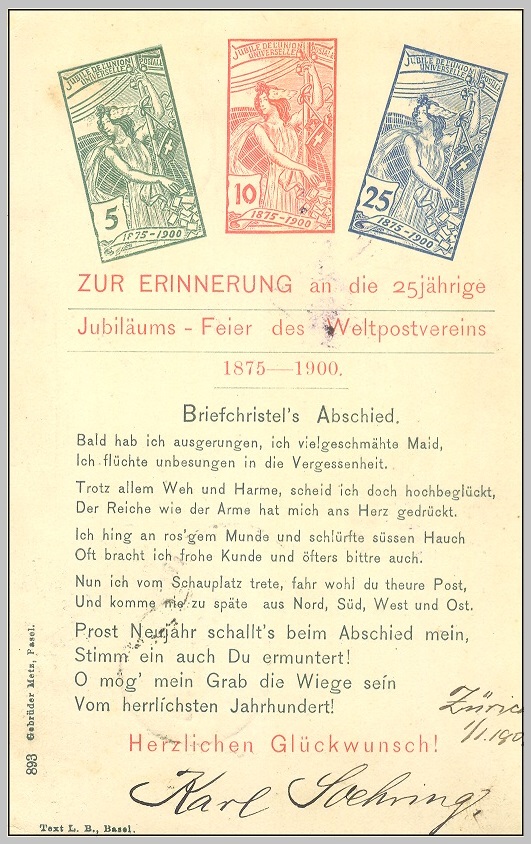 JUBILÉ DE L'UNION POSTALE
UNIVERSELLE
5
1875-1900
JUBILÉ DE L'UNION POSTALE
UNIVERSELLE
10
1875-1900
JUBILÉ DE L'UNION POSTALE
UNIVERSELLE
25
1875-1900
ZUR ERINNERUNG an die 25jährige
Jubiläums - Feier des Weltpostvereins
1875—1900.
Briefchristel's Abschied.
Bald hab ich ausgerungen, ich vielgeschmähte Maid,
Ich flüchte unbesungen in die Vergessenheit.
Trotz allem Weh und Harme, scheid ich doch hochbeglückt,
Der Reiche wie der Arme hat mich ans Herz gedrückt.
Ich hing an ros'gem Munde und schlürfte süssen Hauch
Oft bracht ich frohe Kunde und öfters bittre auch.
Nun ich vom Schauplatz trete, fahr wohl du theure Post,
Und komme nie zu späte aus Nord, Süd, West und Ost.
Prost Neujahr schallt's beim Abschied mein,
Stimm ein auch Du ermuntert!
O mög' mein Grab die Wiege sein
Vom herrlichsten Jahrhundert!
Zürich
1/1.190
Herzlichen Glückwunsch!
Karl Soehring.
893 Gebrüder Metz, Basel.
Text L. B., Basel.